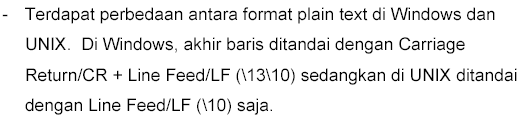 - Terdapat perbedaan antara format plain text di Windows dan
UNIX. Di Windows, akhir baris ditandai dengan Carriage
Return/CR + Line Feed/LF (\13\10) sedangkan di UNIX ditandai
dengan Line Feed/LF (\10) saja.